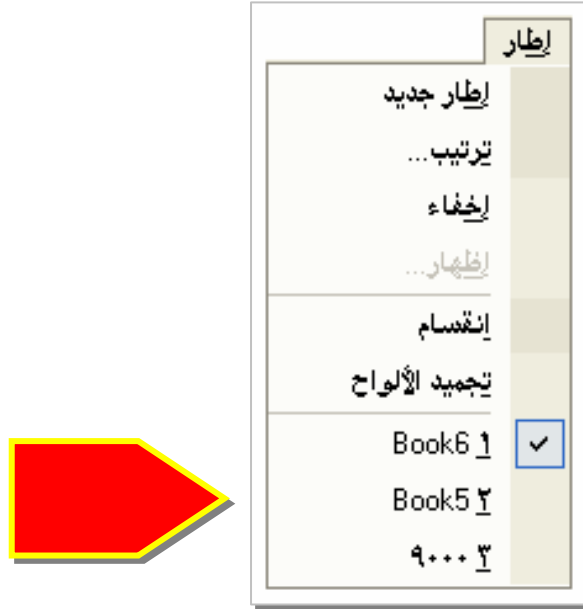 إطار
إطار جديد
ترتيب...
إخفاء
إظهار...
إنقسام
تجميد الألواح
١ Book6
٢ Book5
٣ ٩٠٠٠